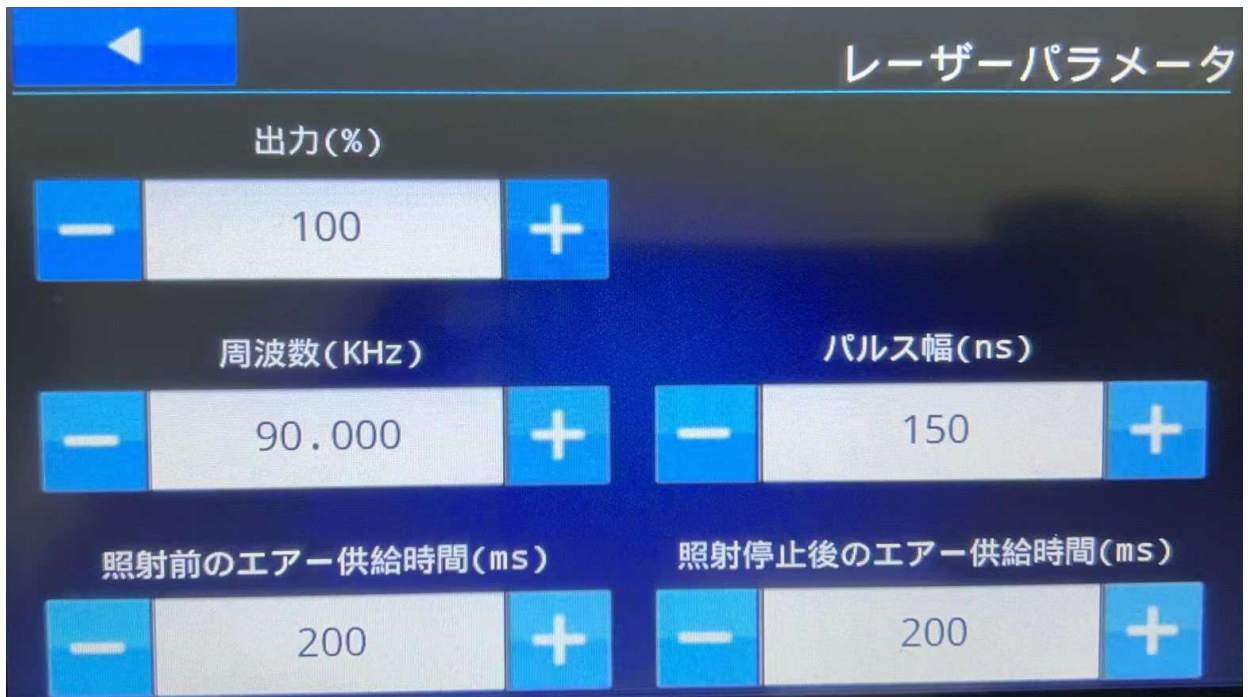 レーザーパラメータ
出力(%)
100
周波数(KHz)
パルス幅(ns)
90.000
150
照射前のエアー供給時間(ms)
照射停止後のエアー供給時間(ms)
200
200